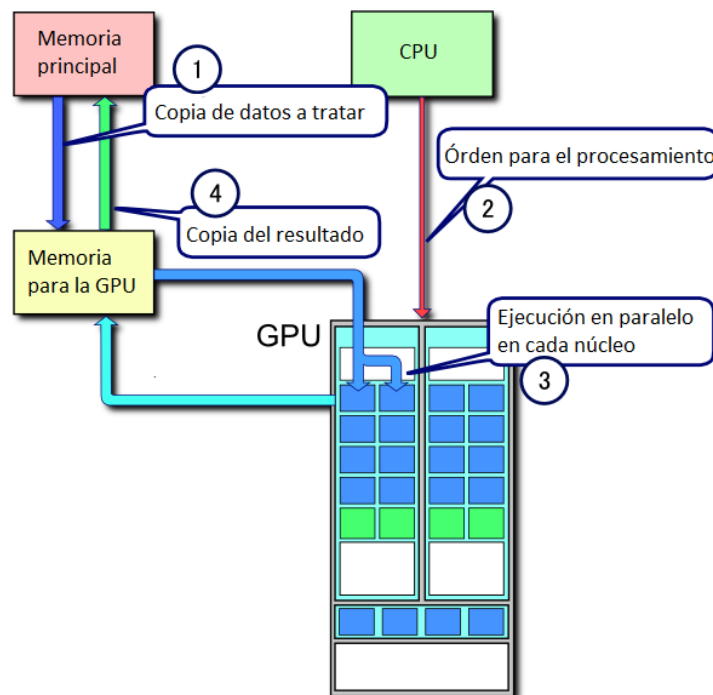 Memoria
principal
1
CPU
Copia de datos a tratar
Órden para el procesamiento
2
4
Copia del resultado
Memoria
para la GPU
GPU
Ejecución en paralelo
en cada núcleo
3